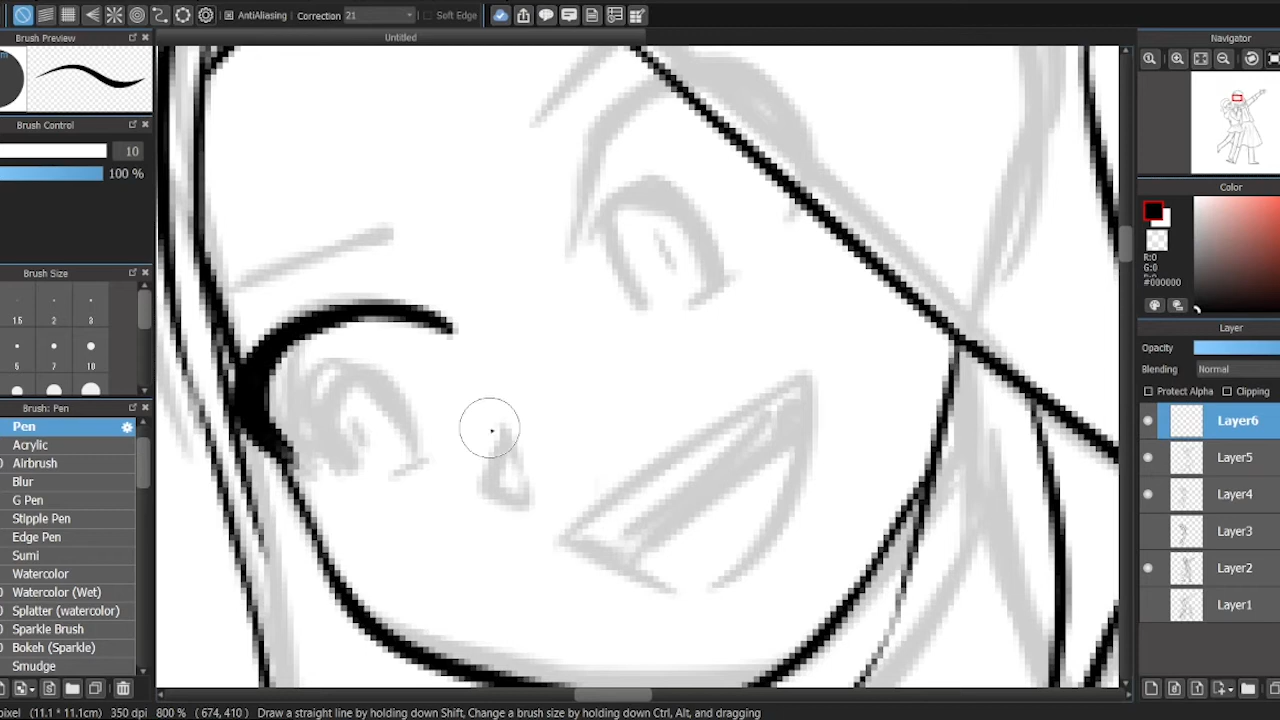 AntiAliasing Correction 21 Soft Edge
Brush Preview
Untitled
Navigator
Brush Control
10
100 %
Color
R:0
G:0
B:0
#000000
Brush Size
1.5 2 3
5 7 10
Layer
Opacity
Blending Normal
Protect Alpha Clipping
Brush: Pen
Pen
Acrylic
Airbrush
Blur
G Pen
Stipple Pen
Edge Pen
Sumi
Watercolor
Watercolor (Wet)
Splatter (watercolor)
Sparkle Brush
Bokeh (Sparkle)
Smudge
Layer6
Layer5
Layer4
Layer3
Layer2
Layer1
pixel (11.1 * 11.1cm) 350 dpi 800 % ( 674, 410 ) Draw a straight line by holding down Shift, Change a brush size by holding down Ctrl, Alt, and dragging